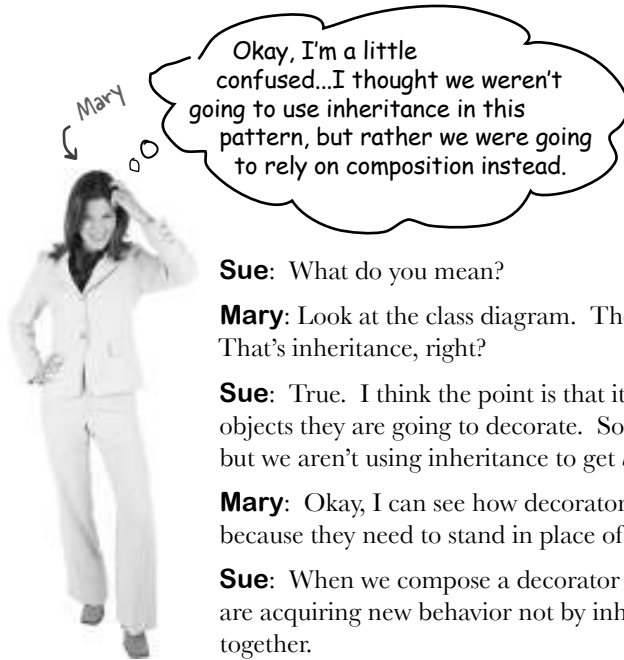 Okay, I'm a little
confused...I thought we weren't
going to use inheritance in this
pattern, but rather we were going
to rely on composition instead.
Mary
Sue: What do you mean?
Mary: Look at the class diagram. The
That's inheritance, right?
Sue: True. I think the point is that it
objects they are going to decorate. So
but we aren't using inheritance to get
Mary: Okay, I can see how decorator
because they need to stand in place of
Sue: When we compose a decorator
are acquiring new behavior not by inh
together.